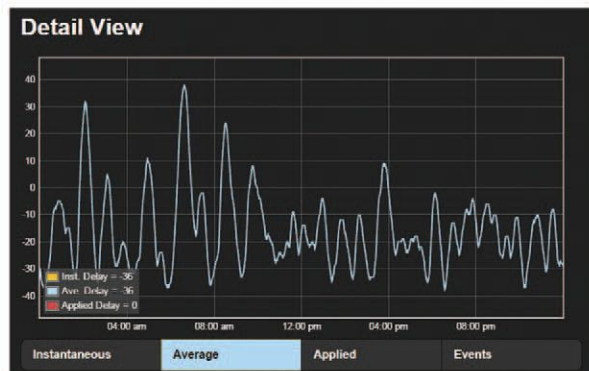 Detail View
40
30
20
10
0
-10
-20
-30
-40
Inst. Delay = -36
Ave. Delay = -36
Applied Delay = 0
04:00 am 08:00 am 12:00 pm 04:00 pm 08:00 pm
Instantaneous Average Applied Events